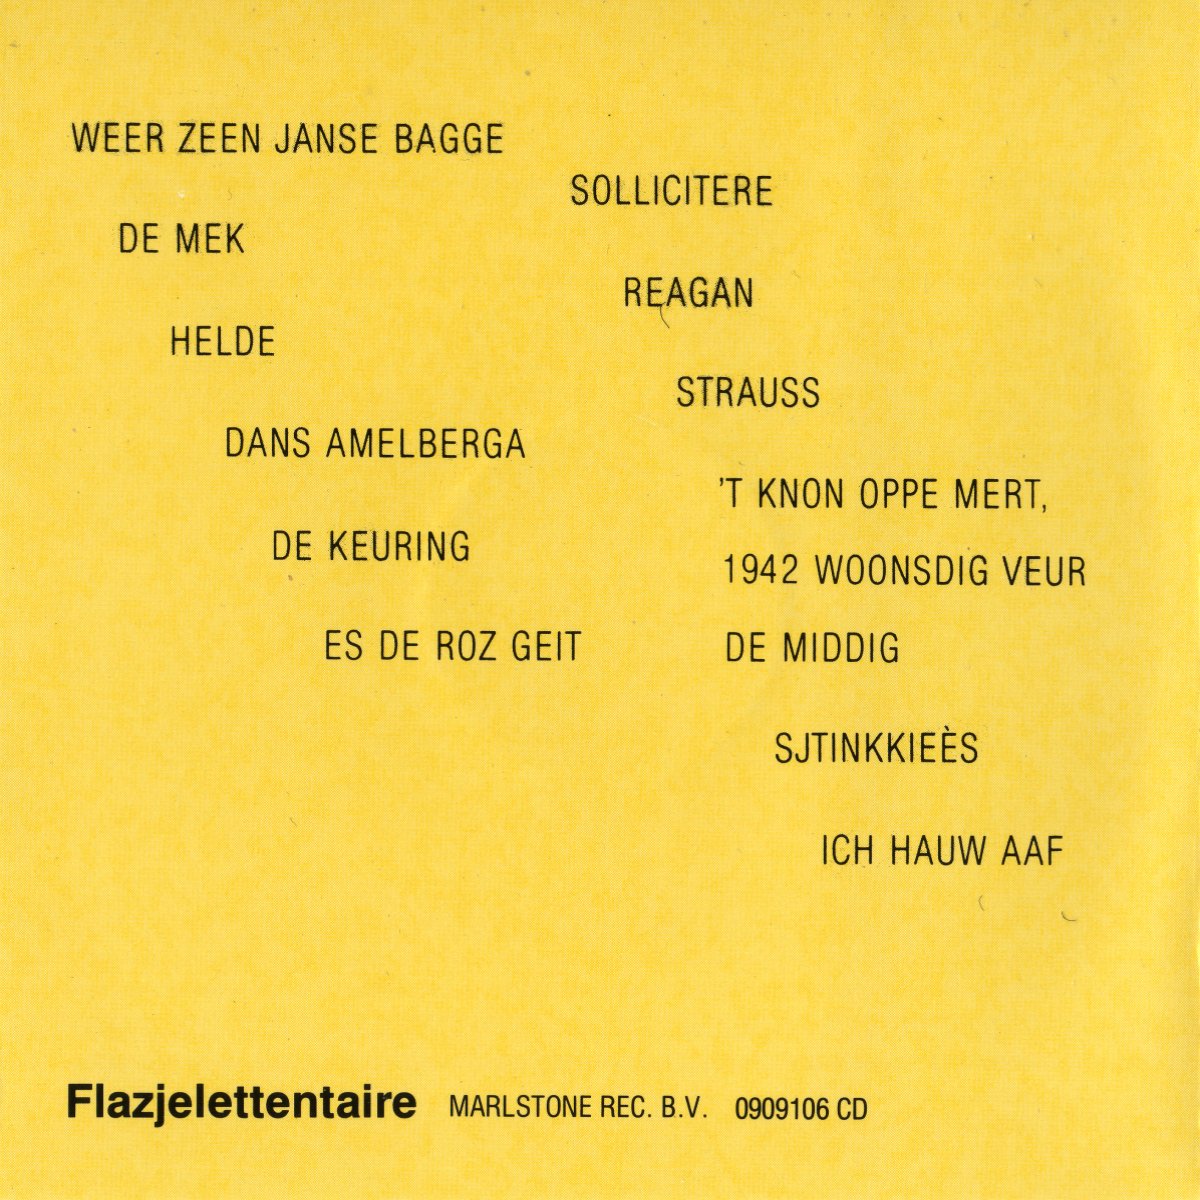 WEER ZEEN JANSE BAGGE
DE MEK
HELDE
DANS AMELBERGA
DE KEURING
ES DE ROZ GEIT
SOLLICITERE
REAGAN
STRAUSS
'T KNON OPPE MERT,
1942 WOONSDIG VEUR
DE MIDDIG
SJTINKKIEÈS
ICH HAUW AAF
Flazjelettentaire MARLSTONE REC. B.V. 0909106 CD